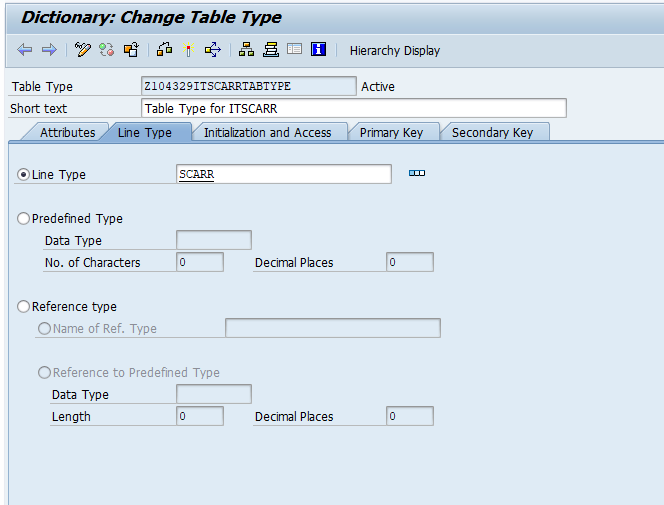 Dictionary: Change Table Type
Hierarchy Display
Table Type Z104329ITSCARRTABTYPE Active
Short text Table Type for ITSCARR
Attributes Line Type Initialization and Access Primary Key Secondary Key
Line Type SCARR
Predefined Type
Data Type
No. of Characters 0 Decimal Places 0
Reference type
Name of Ref. Type
Reference to Predefined Type
Data Type
Length 0 Decimal Places 0